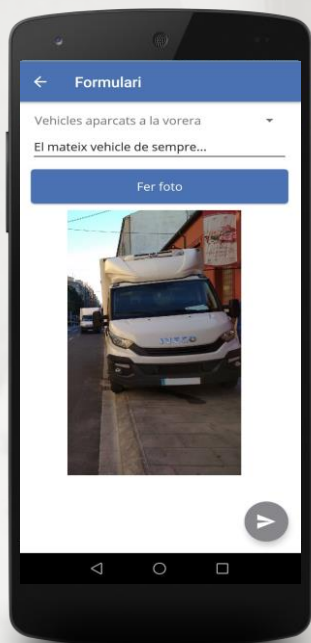 Formulari
Vehicles aparcats a la vorera
El mateix vehicle de sempre...
Fer foto
IVECO